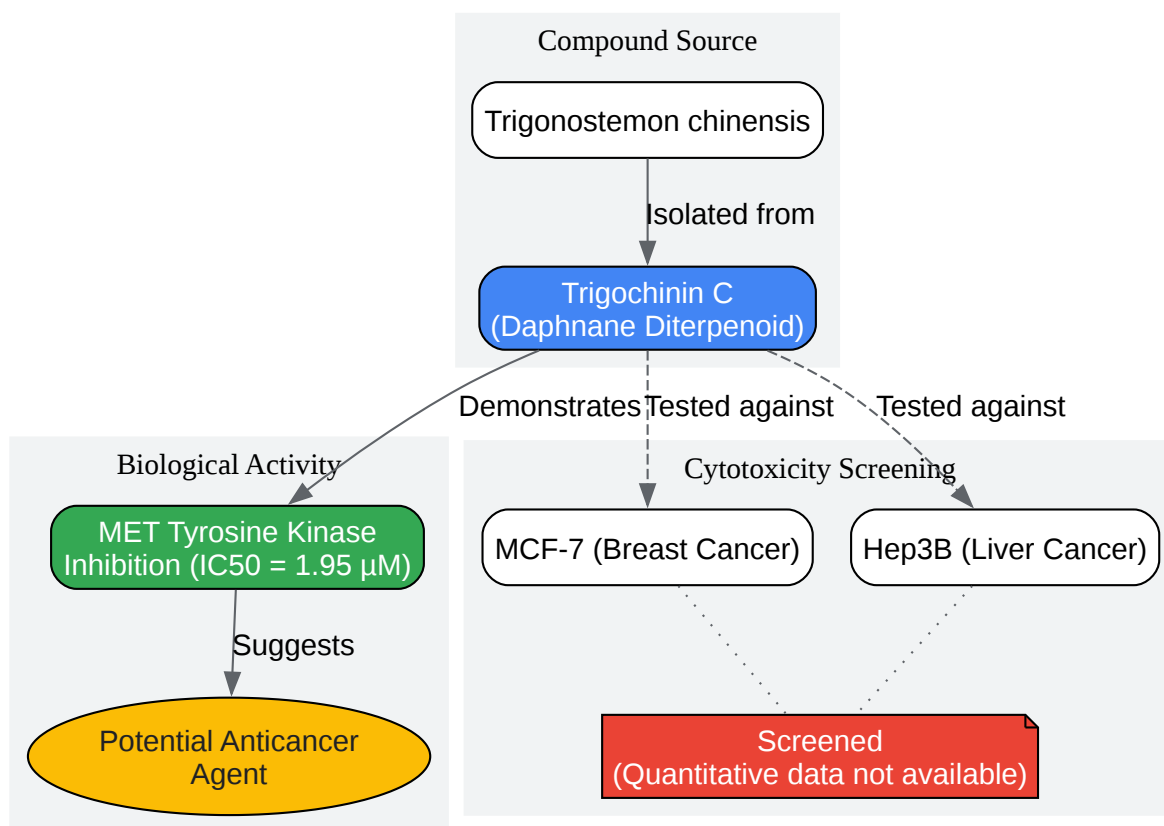 Compound Source
Trigonostemon chinensis
Isolated from
Trigochinin C
(Daphnane Diterpenoid)
Demonstrates
Tested against
Tested against
Biological Activity
MET Tyrosine Kinase
Inhibition (IC50 = 1.95 µM)
Suggests
Potential Anticancer
Agent
Cytotoxicity Screening
MCF-7 (Breast Cancer)
Hep3B (Liver Cancer)
Screened
(Quantitative data not available)